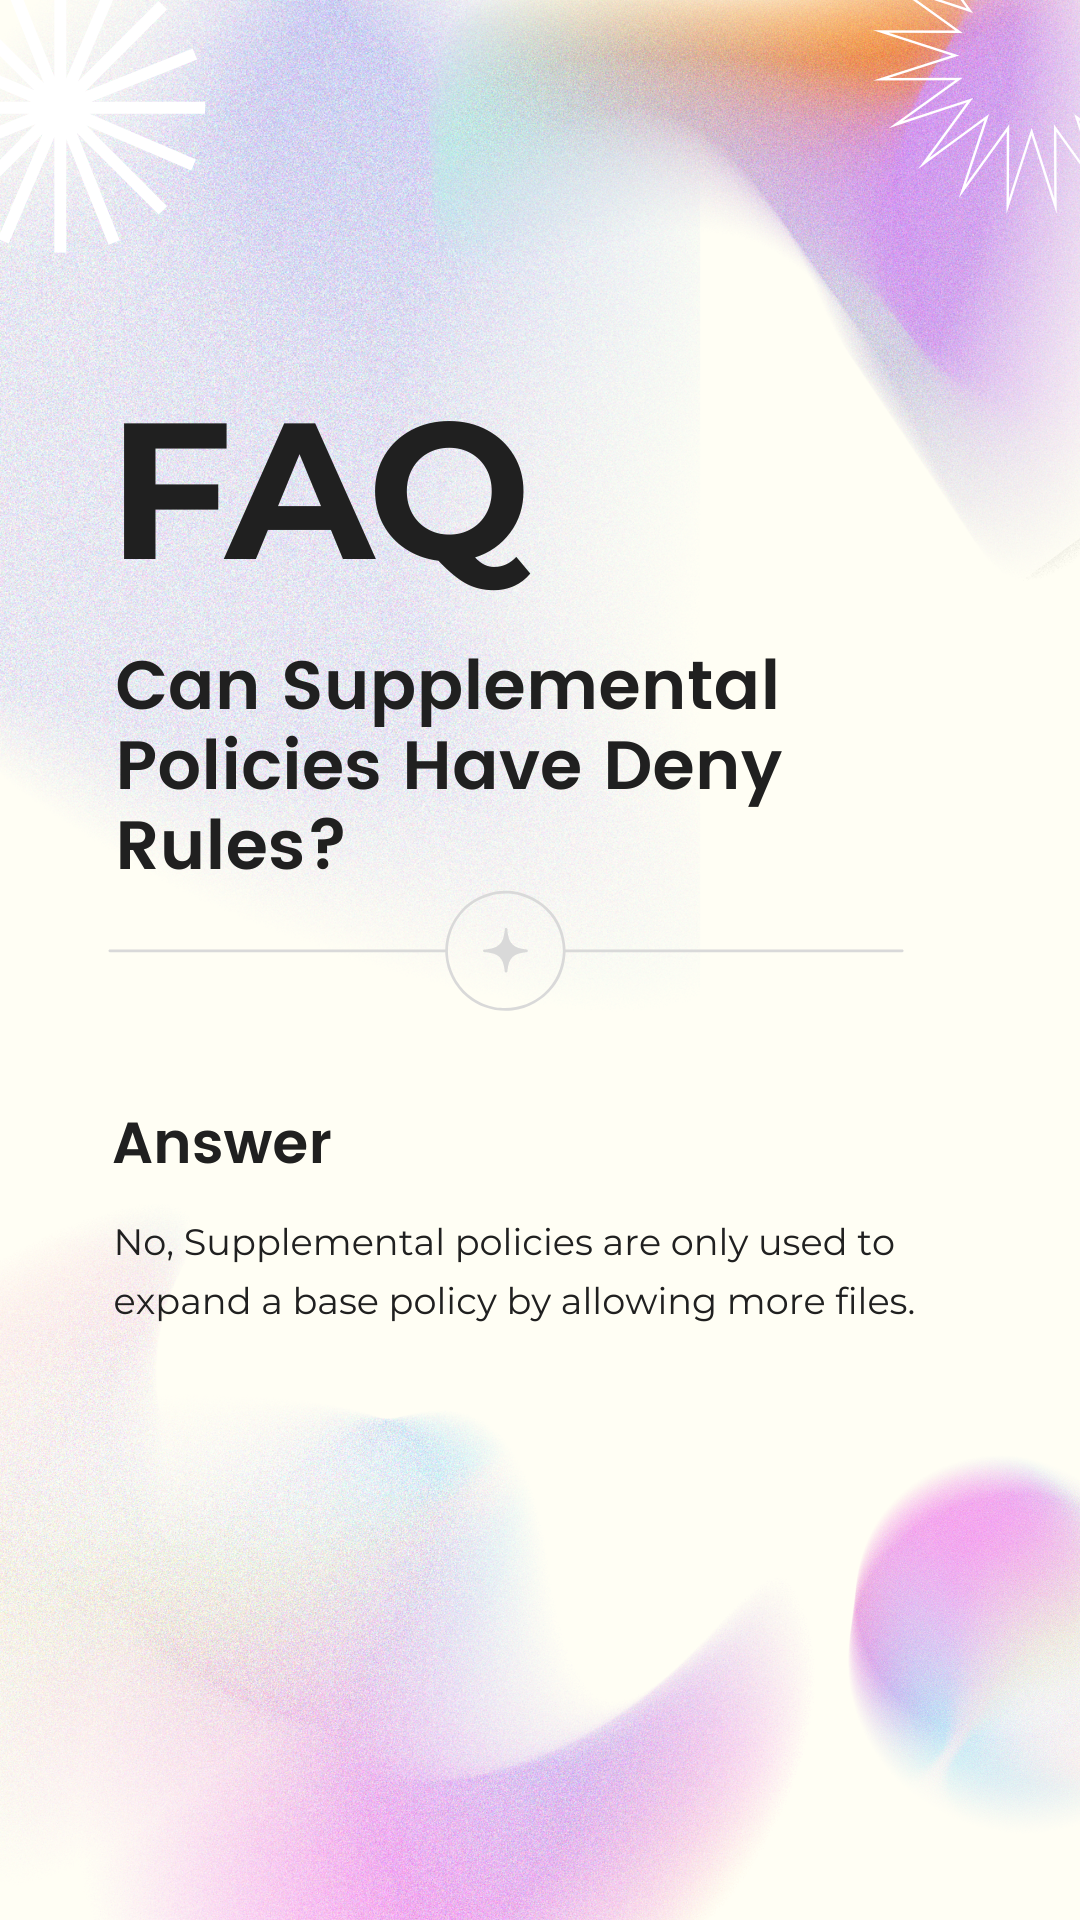 FAQ
Can Supplemental
Policies Have Deny
Rules?
Answer
No, Supplemental policies are only used to
expand a base policy by allowing more files.